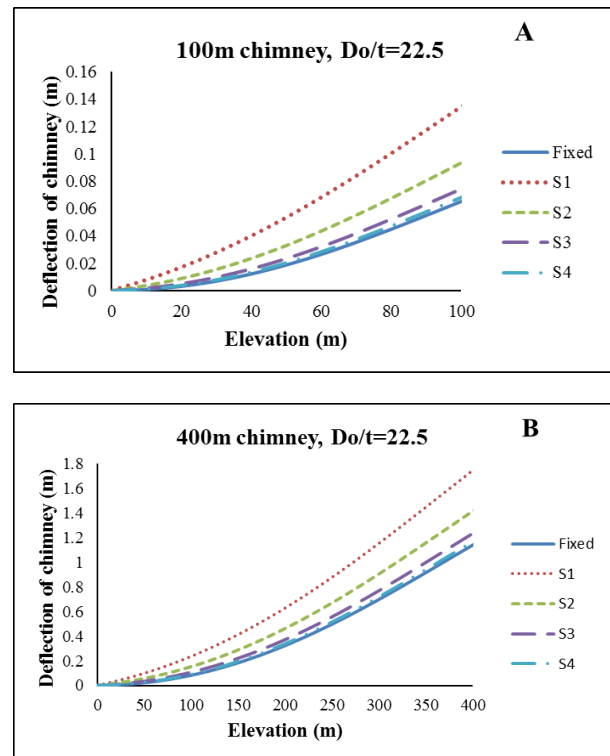 A
100m chimney, Do/t=22.5
Deflection of chimney (m)
0.16
0.14
0.12
0.1
0.08
0.06
0.04
0.02
0
0 20 40 60 80 100
Elevation (m)
Fixed
S1
S2
S3
S4
B
400m chimney, Do/t=22.5
Deflection of chimney (m)
1.8
1.6
1.4
1.2
1
0.8
0.6
0.4
0.2
0
0 50 100 150 200 250 300 350 400
Elevation (m)
Fixed
S1
S2
S3
S4